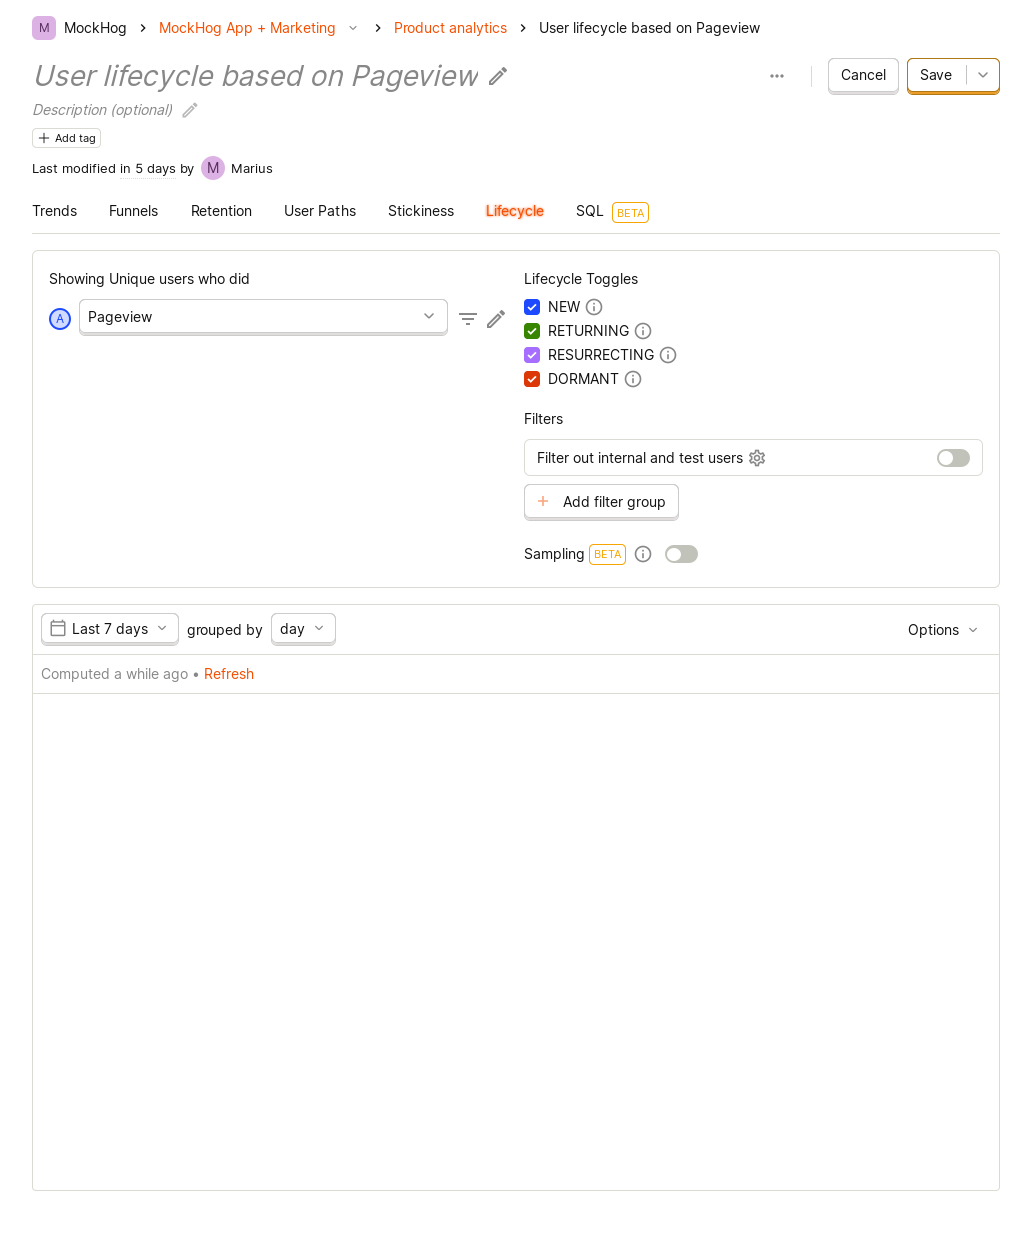 M MockHog MockHog App + Marketing Product analytics User lifecycle based on Pageview
User lifecycle based on Pageview
Cancel
Save
Description (optional)
Add tag
Last modified in 5 days by M Marius
Trends Funnels Retention User Paths Stickiness Lifecycle SQL BETA
Showing Unique users who did
A Pageview
Lifecycle Toggles
NEW
RETURNING
RESURRECTING
DORMANT
Filters
Filter out internal and test users
Add filter group
Sampling BETA
Last 7 days grouped by day Options
Computed a while ago • Refresh